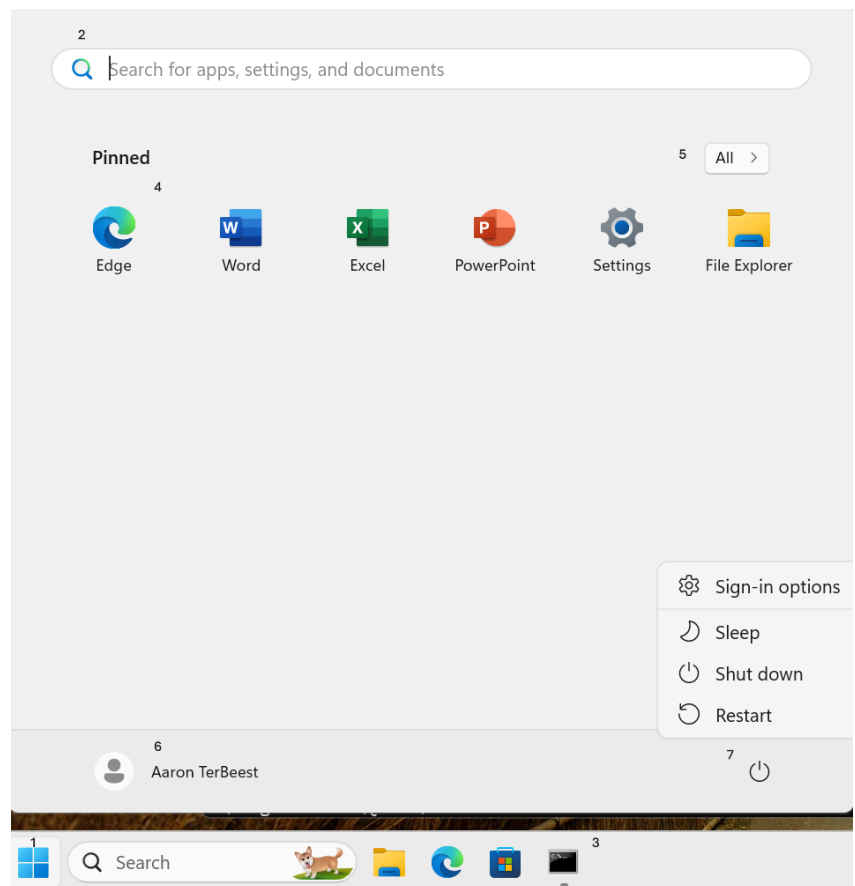 2
Search for apps, settings, and documents
Pinned
5
All
4
Edge
Word
Excel
PowerPoint
Settings
File Explorer
Sign-in options
Sleep
Shut down
Restart
6
Aaron TerBeest
7
1
Search
3